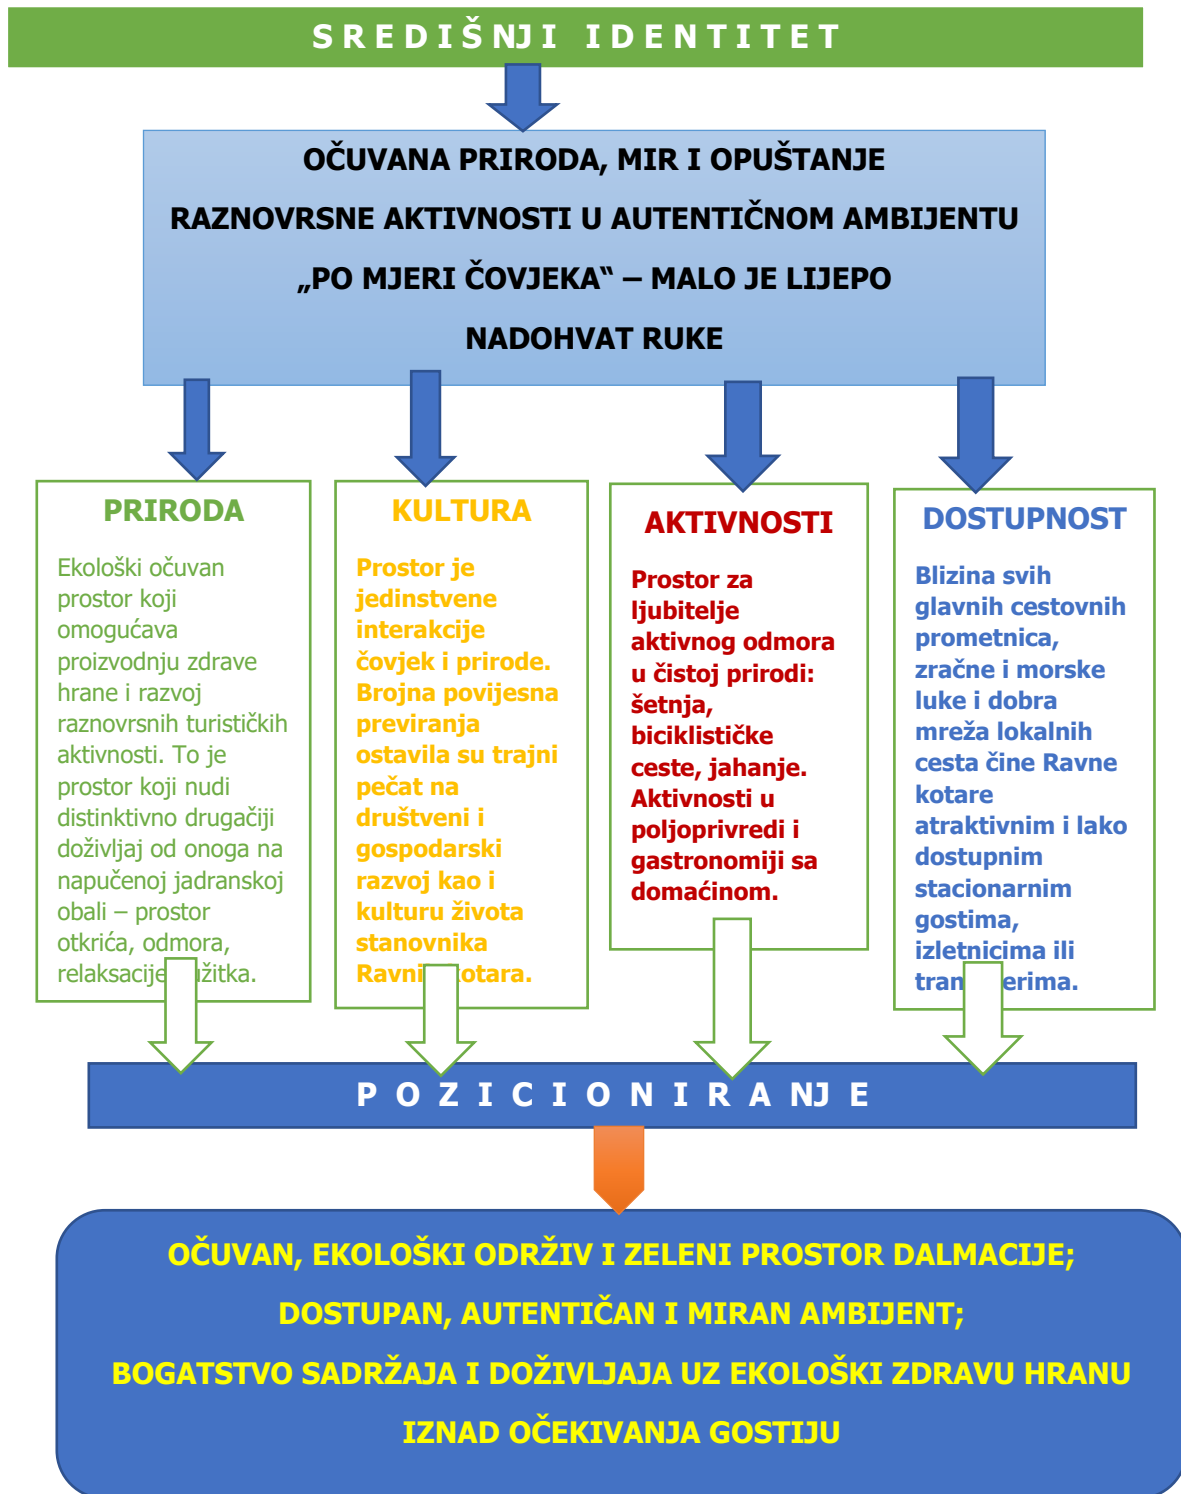 SREDIŠNJI IDENTITET
OČUVANA PRIRODA, MIR I OPUŠTANJE
RAZNOVRSNE AKTIVNOSTI U AUTENTIČNOM AMBIJENTU
„PO MJERI ČOVJEKA“ – MALO JE LIJEPO
NADOHVAT RUKE
PRIRODA
Ekološki očuvan
prostor koji
omogućava
proizvodnju zdrave
hrane i razvoj
raznovrsnih turističkih
aktivnosti. To je
prostor koji nudi
distinktivno drugačiji
doživljaj od onoga na
napučenoj jadranskoj
obali – prostor
otkrića, odmora,
relaksacije užitka.
KULTURA
Prostor je
jedinstvene
interakcije
čovjek i prirode.
Brojna povijesna
previranja
ostavila su trajni
pečat na
društveni i
gospodarski
razvoj kao i
kulturu života
stanovnika
AKTIVNOSTI
Prostor za
ljubitelje
aktivnog odmora
u čistoj prirodi:
šetnja,
biciklističke
ceste, jahanje.
Aktivnosti u
poljoprivredi i
gastronomiji sa
domaćinom.
DOSTUPNOST
Blizina svih
glavnih cestovnih
prometnica,
zračne i morske
luke i dobra
mreža lokalnih
cesta čine Ravne
kotare
atraktivnim i lako
dostupnim
stacionarnim
gostima,
izletnicima ili
POZICIONIRANJE
OČUVAN, EKOLOŠKI ODRŽIV I ZELENI PROSTOR DALMACIJE;
DOSTUPAN, AUTENTIČAN I MIRAN AMBIJENT;
BOGATSTVO SADRŽAJA I DOŽIVLJAJA UZ EKOLOŠKI ZDRAVU HRANU
IZNAD OČEKIVANJA GOSTIJU